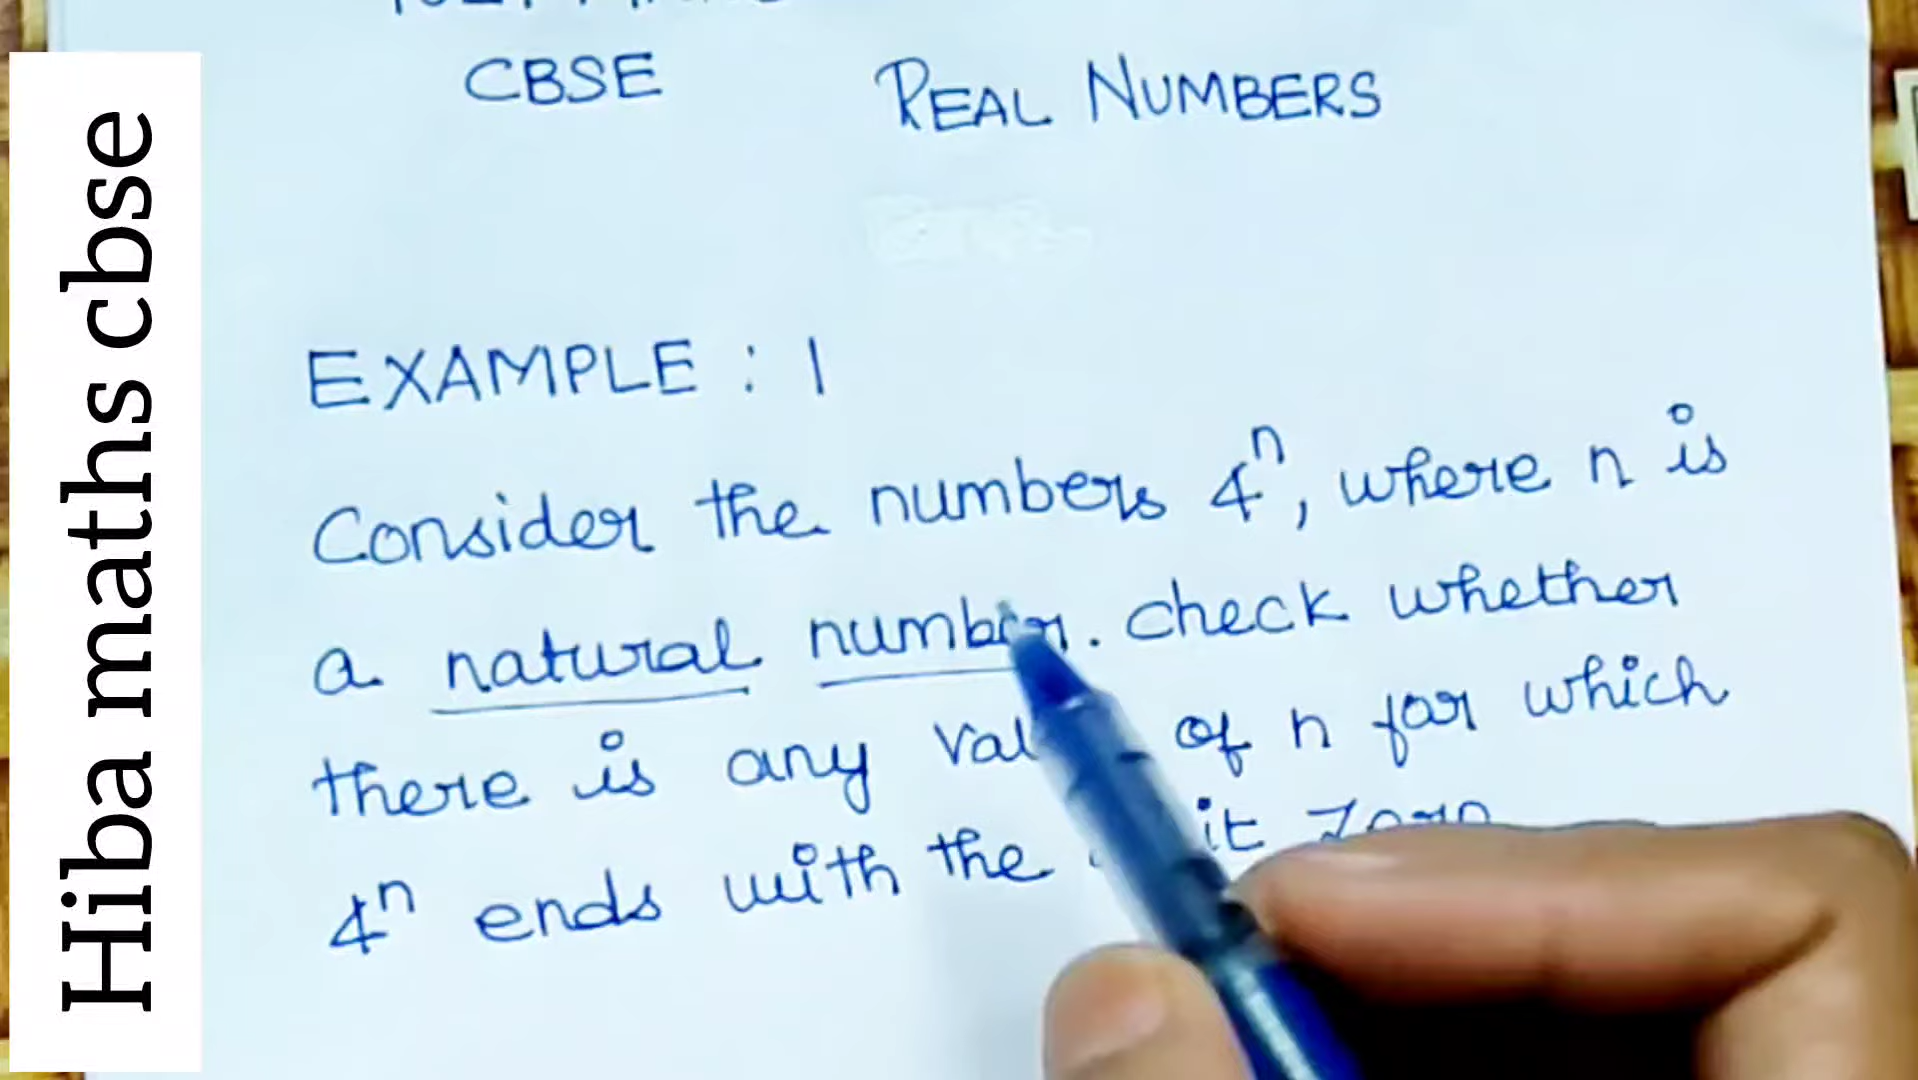 CBSE
REAL NUMBERS
EXAMPLE : 1
Consider the numbers 4ⁿ, where n is
a natural number. check whether
there is any of n for which
4ⁿ ends with the zero
Hiba maths cbse